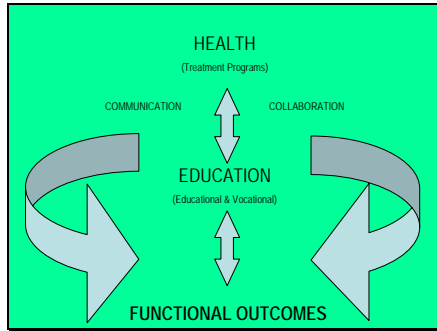 HEALTH
(Treatment Programs)
COMMUNICATION
COLLABORATION
EDUCATION
(Educational & Vocational)
FUNCTIONAL OUTCOMES